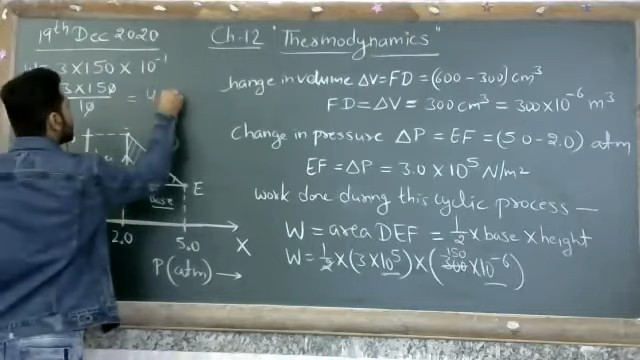 19th Dec 2020
Ch-12 "Thermodynamics"
3 x 150 x 10⁻¹
3 x 150 / 10 = 4
hange in volume ΔV = FD = (600 - 300) cm³
FD = ΔV = 300 cm³ = 300 x 10⁻⁶ m³
Change in pressure ΔP = EF = (5.0 - 2.0) atm
EF = ΔP = 3.0 x 10⁵ N/m²
work done during this cyclic process —
W = area DEF = 1/2 x base x height
W = 1/2 x (3 x 10⁵) x (300 150 x 10⁻⁶)
E
Base
2.0 5.0 X
P(atm) →